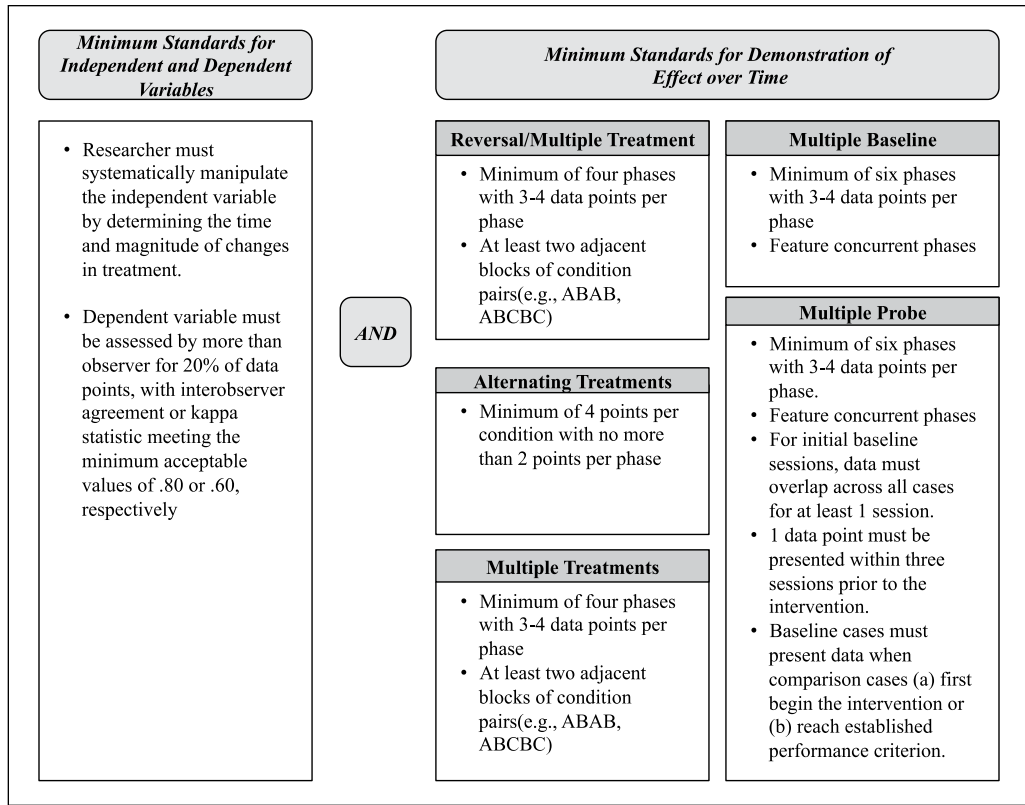 Minimum Standards for
Independent and Dependent
Variables
• Researcher must
systematically manipulate
the independent variable
by determining the time
and magnitude of changes
in treatment.
• Dependent variable must
be assessed by more than
observer for 20% of data
points, with interobserver
agreement or kappa
statistic meeting the
minimum acceptable
values of .80 or .60,
respectively
AND
Minimum Standards for Demonstration of
Effect over Time
Reversal/Multiple Treatment
• Minimum of four phases
with 3-4 data points per
phase
• At least two adjacent
blocks of condition
pairs(e.g., ABAB,
ABCBC)
Alternating Treatments
• Minimum of 4 points per
condition with no more
than 2 points per phase
Multiple Treatments
• Minimum of four phases
with 3-4 data points per
phase
• At least two adjacent
blocks of condition
pairs(e.g., ABAB,
ABCBC)
Multiple Baseline
• Minimum of six phases
with 3-4 data points per
phase
• Feature concurrent phases
Multiple Probe
• Minimum of six phases
with 3-4 data points per
phase.
• Feature concurrent phases
• For initial baseline
sessions, data must
overlap across all cases
for at least 1 session.
• 1 data point must be
presented within three
sessions prior to the
intervention.
• Baseline cases must
present data when
comparison cases (a) first
begin the intervention or
(b) reach established
performance criterion.